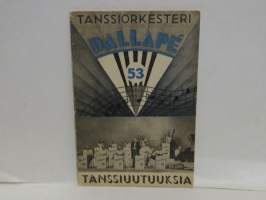 TANSSIORKESTERI
DALLAPÉ
53
TANSSIUUTUUKSIA